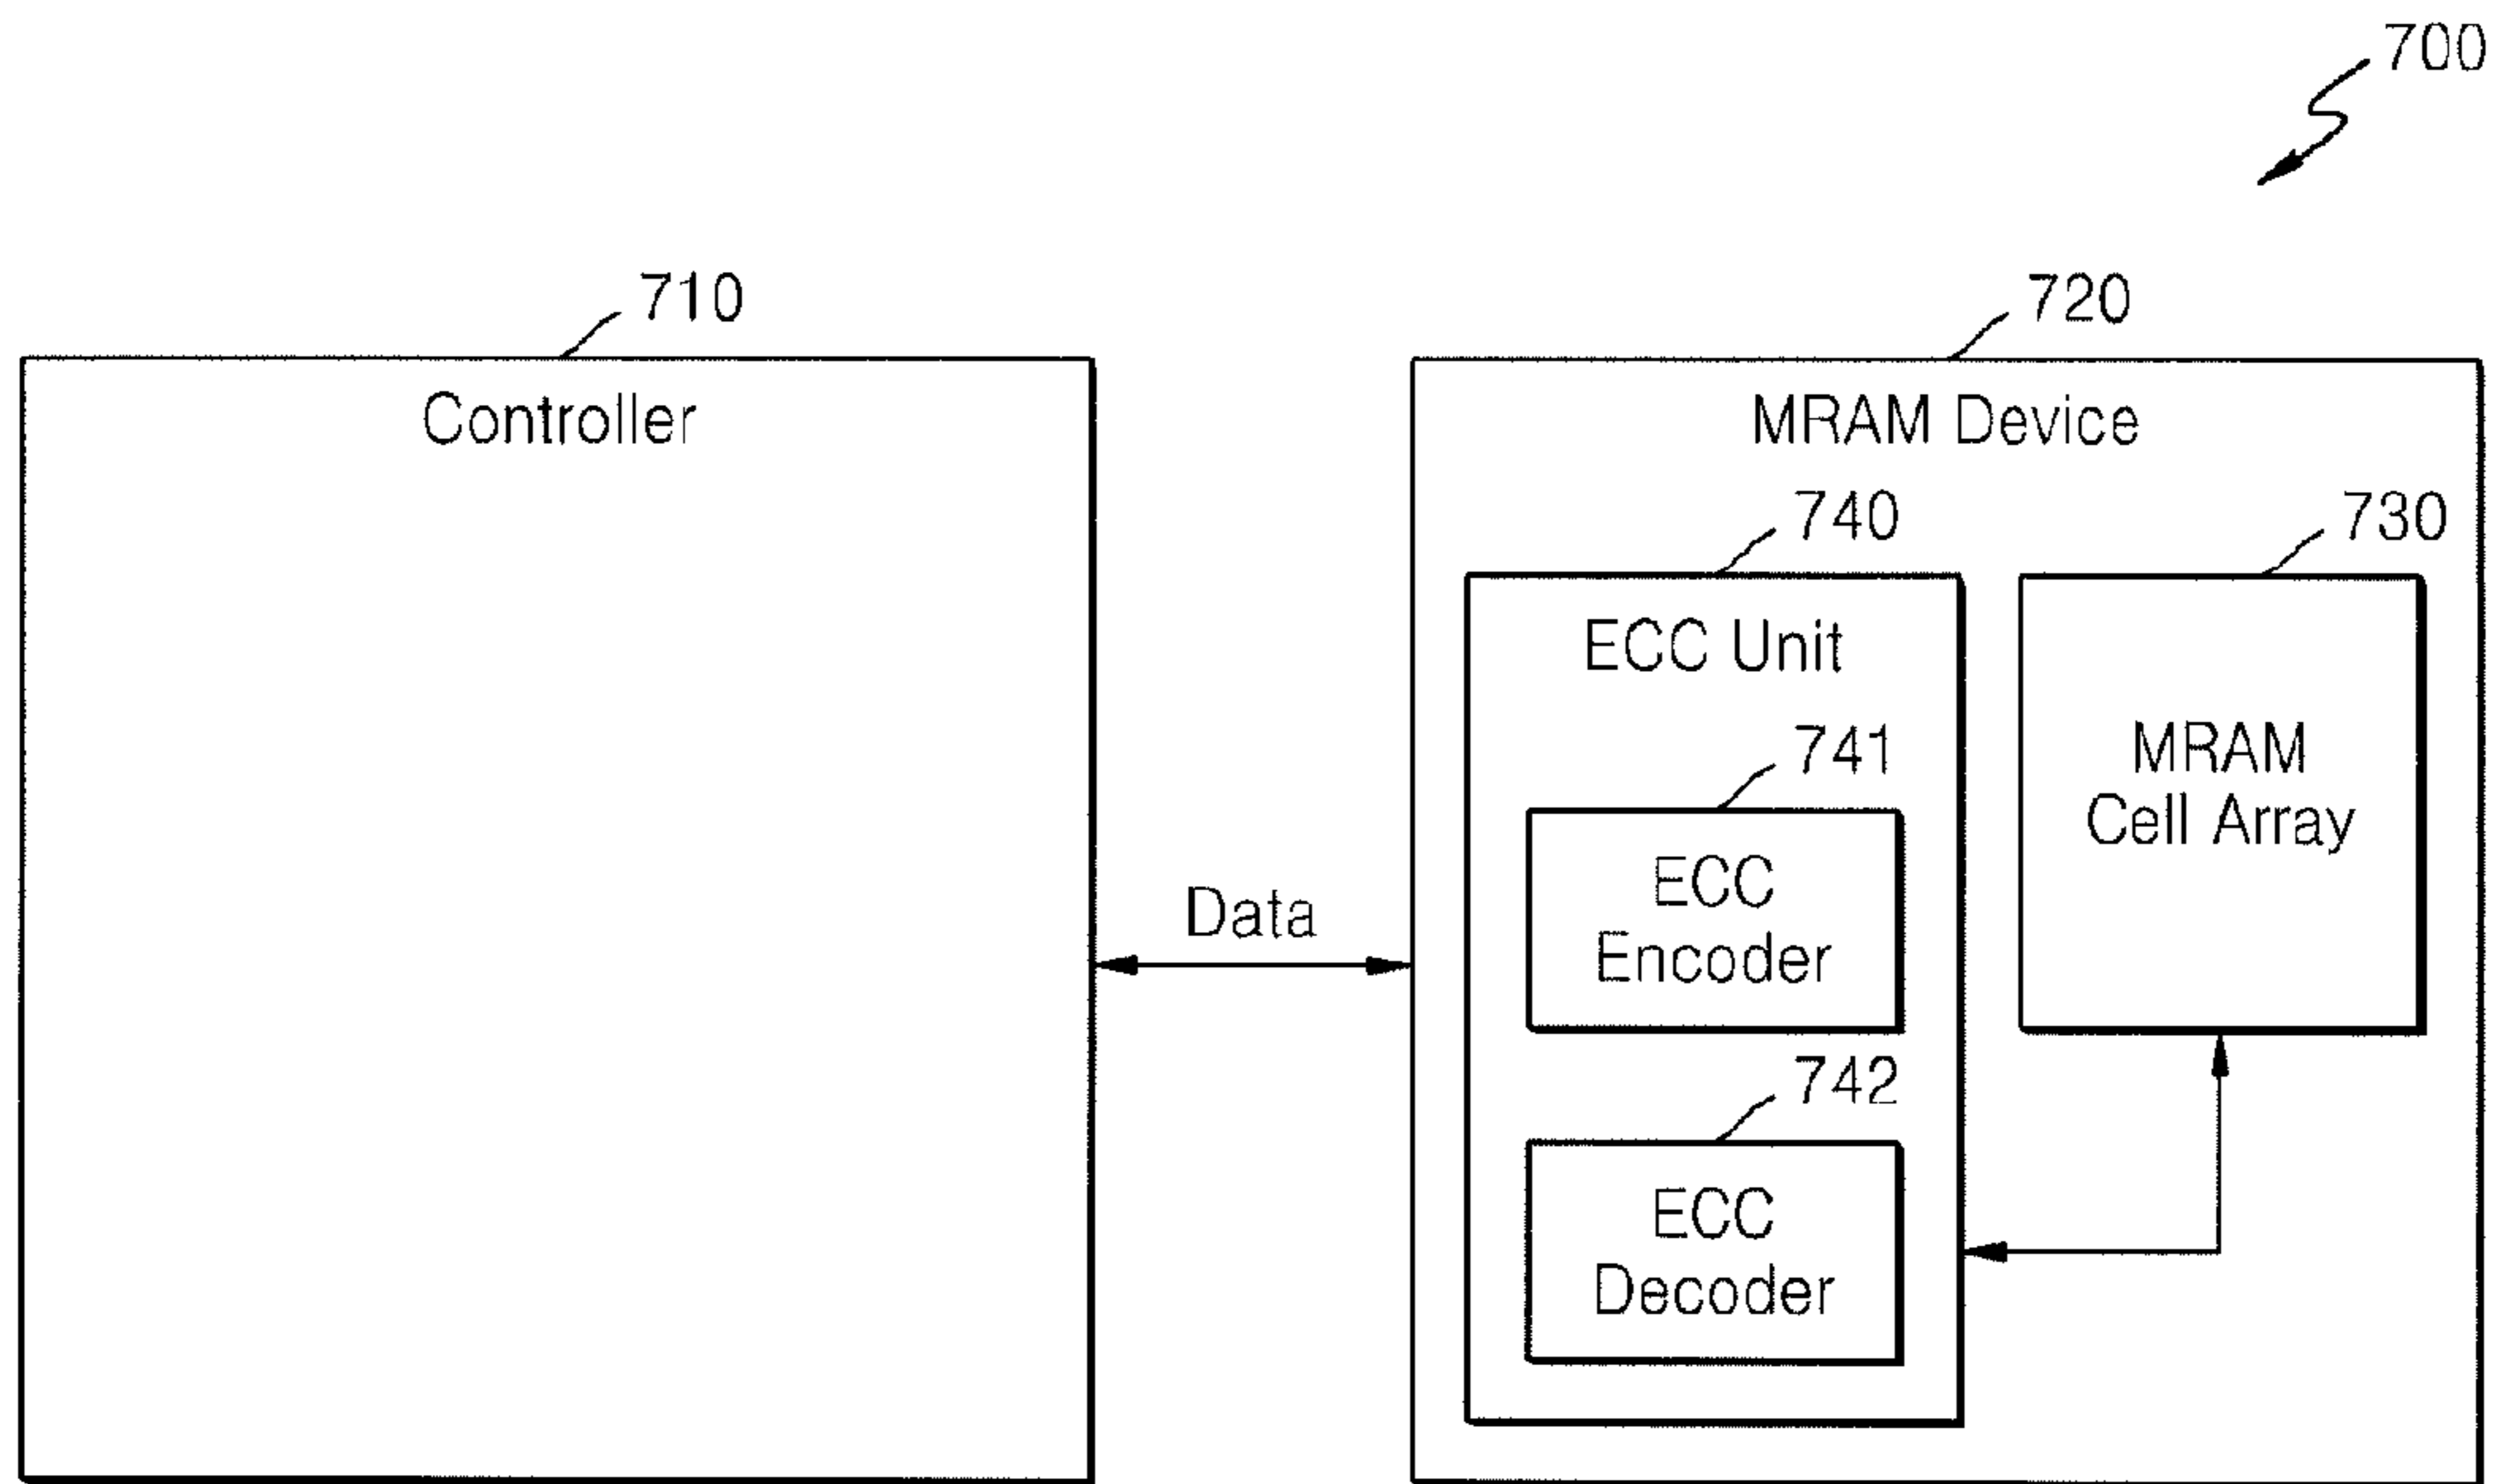 700
710
720
Controller
MRAM Device
740
730
ECC Unit
MRAM
Cell Array
741
ECC
Encoder
Data
742
ECC
Decoder